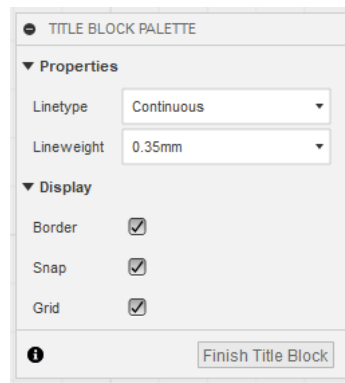 TITLE BLOCK PALETTE
Properties
Linetype Continuous
Lineweight 0.35mm
Display
Border
Snap
Grid
Finish Title Block